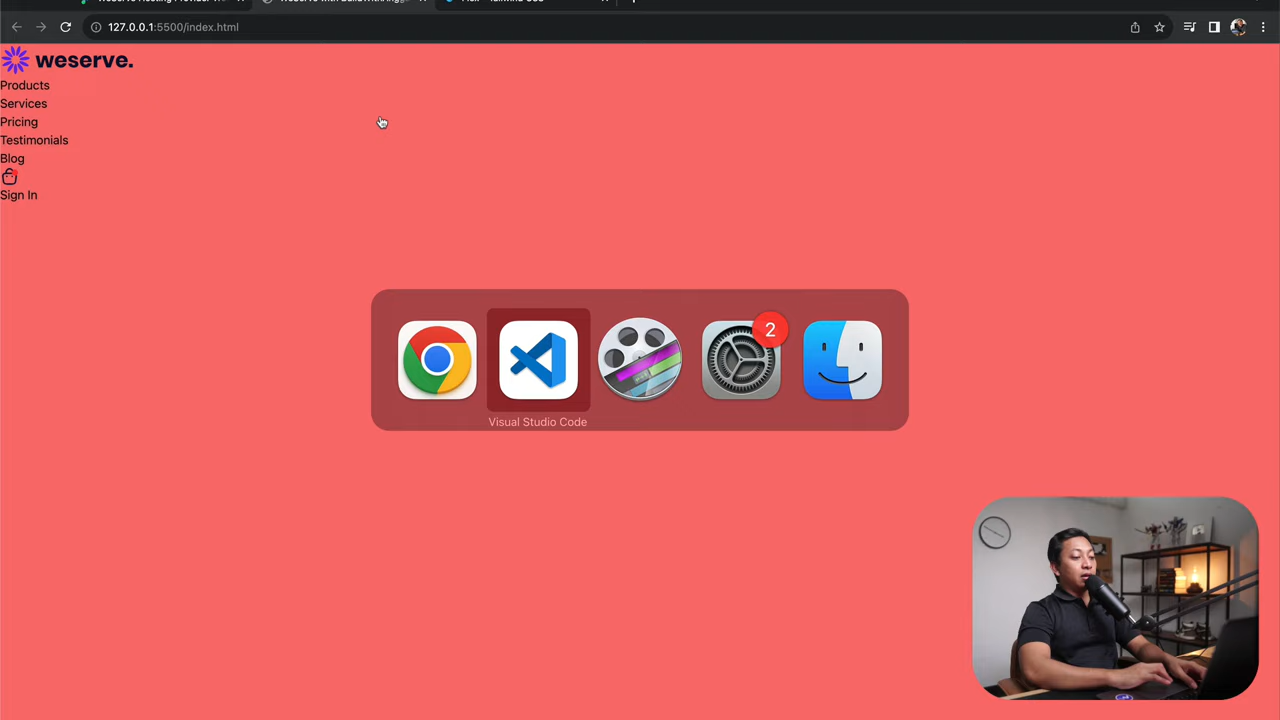 127.0.0.1:5500/index.html
weserve.
Products
Services
Pricing
Testimonials
Blog
Sign In
2
Visual Studio Code